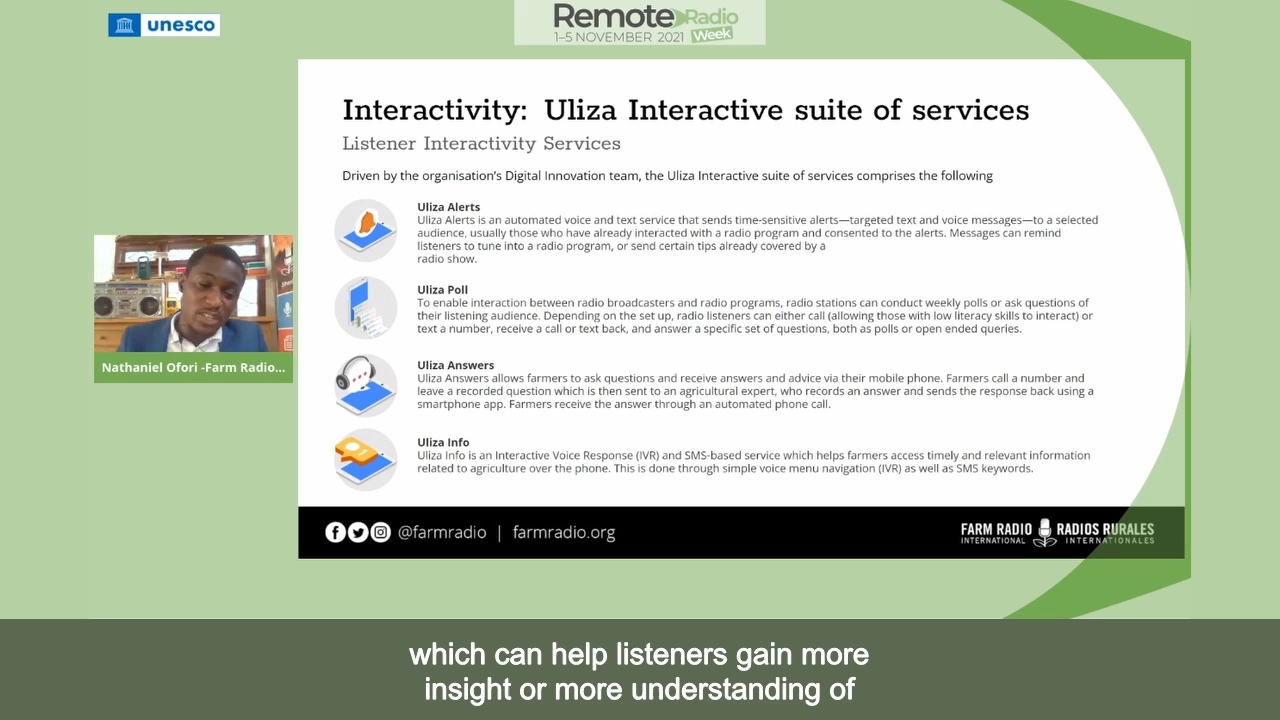 unesco
Remote Radio
1–5 NOVEMBER 2021 Week
Interactivity: Uliza Interactive suite of services
Listener Interactivity Services
Driven by the organisation's Digital Innovation team, the Uliza Interactive suite of services comprises the following
Uliza Alerts
Uliza Alerts is an automated voice and text service that sends time-sensitive alerts—targeted text and voice messages—to a selected
audience, usually those who have already interacted with a radio program and consented to the alerts. Messages can remind
listeners to tune into a radio program, or send certain tips already covered by a
radio show.
Uliza Poll
To enable interaction between radio broadcasters and radio programs, radio stations can conduct weekly polls or ask questions of
their listening audience. Depending on the set up, radio listeners can either call (allowing those with low literacy skills to interact) or
text a number, receive a call or text back, and answer a specific set of questions, both as polls or open ended queries.
Uliza Answers
Uliza Answers allows farmers to ask questions and receive answers and advice via their mobile phone. Farmers call a number and
leave a recorded question which is then sent to an agricultural expert, who records an answer and sends the response back using a
smartphone app. Farmers receive the answer through an automated phone call.
Uliza Info
Uliza Info is an Interactive Voice Response (IVR) and SMS-based service which helps farmers access timely and relevant information
related to agriculture over the phone. This is done through simple voice menu navigation (IVR) as well as SMS keywords.
Nathaniel Ofori -Farm Radio...
@farmradio | farmradio.org
FARM RADIO RADIOS RURALES
INTERNATIONAL INTERNATIONALES
which can help listeners gain more
insight or more understanding of